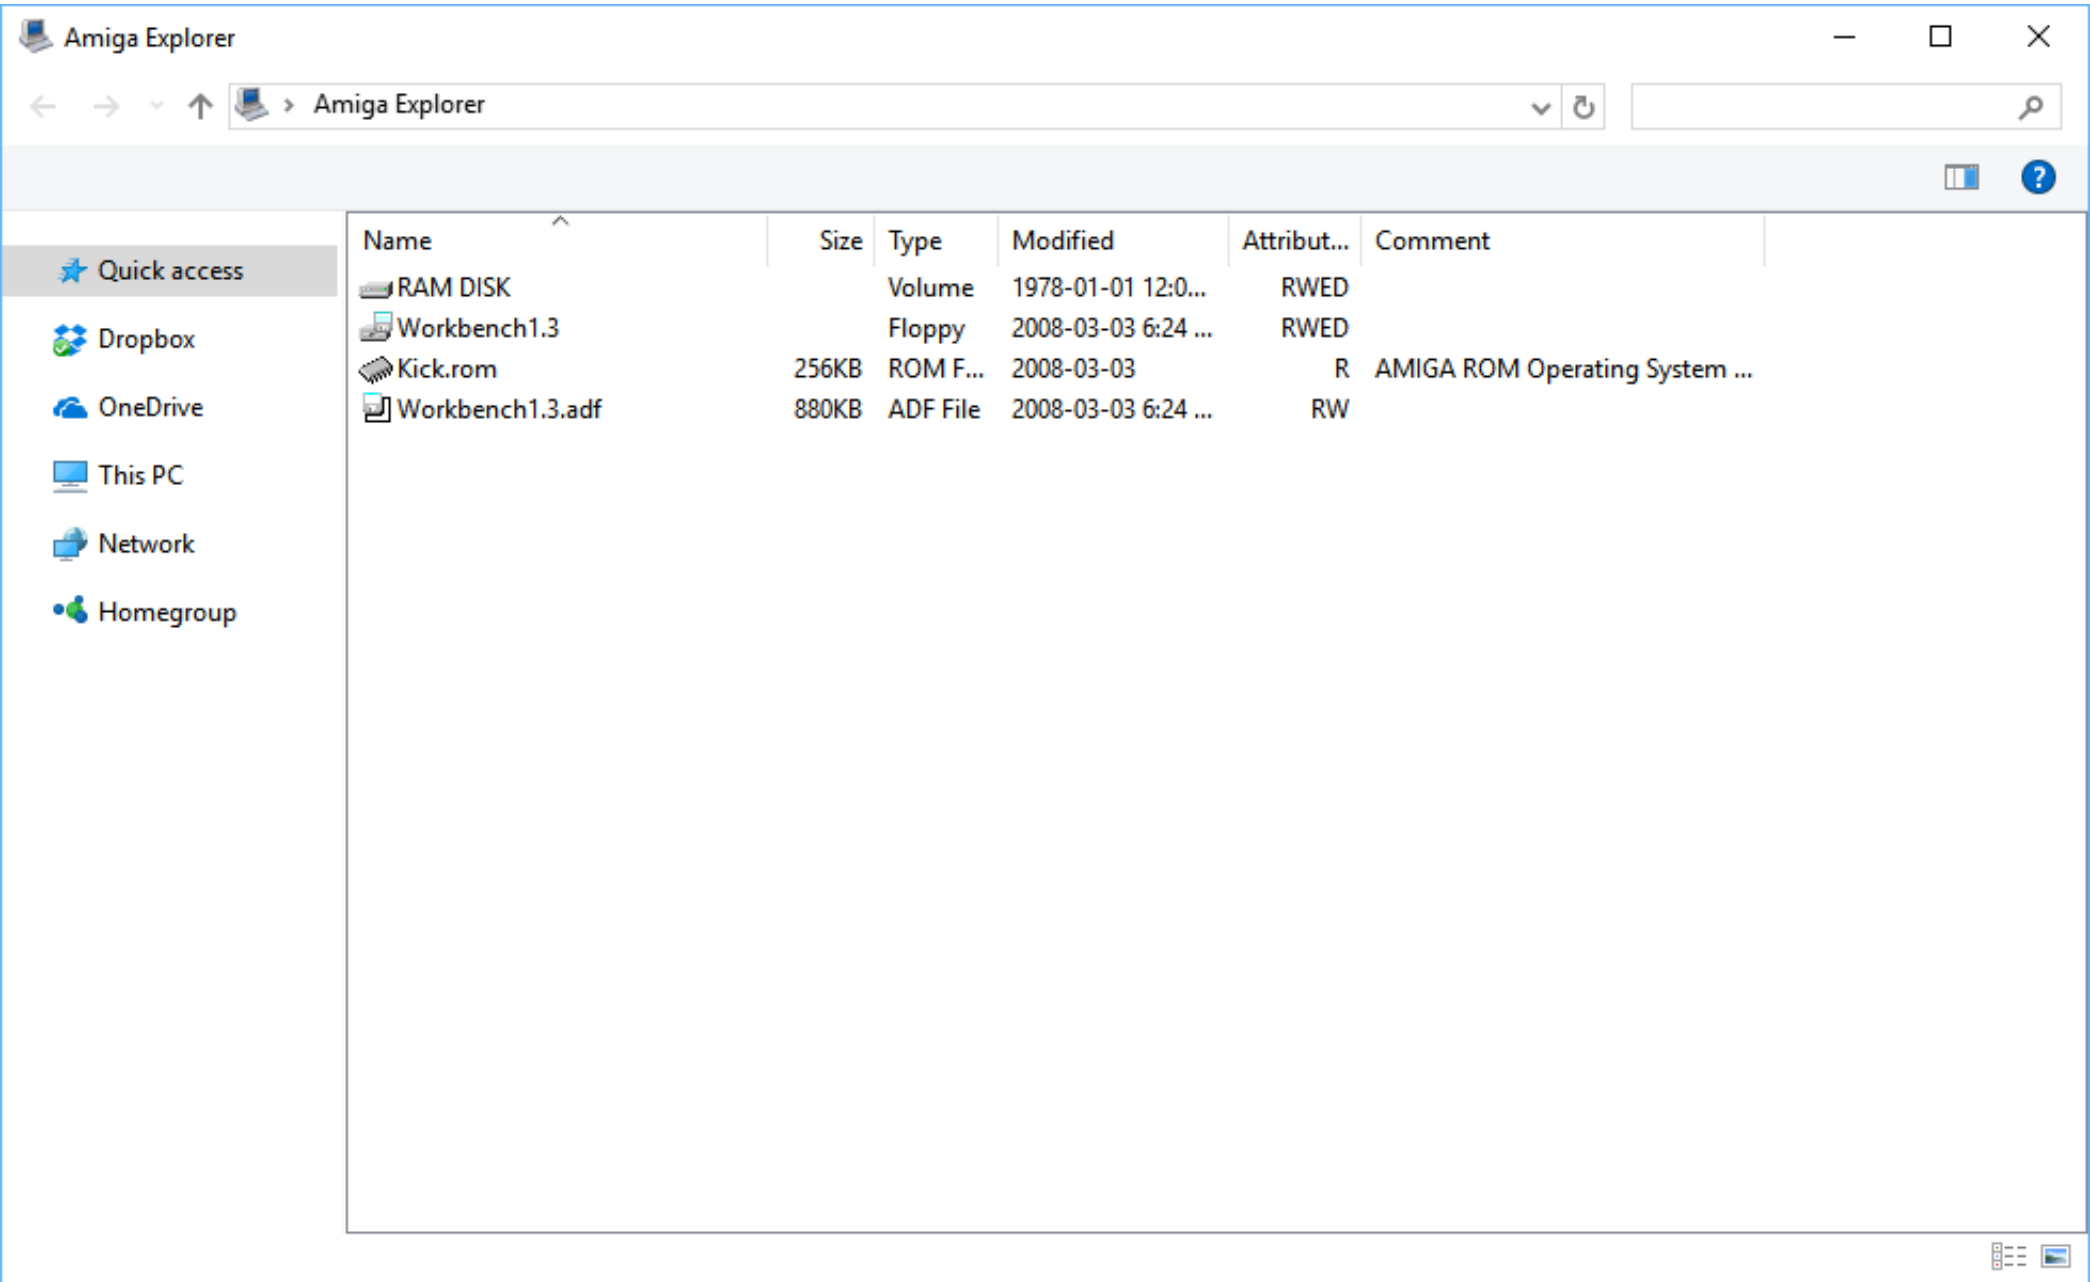 Amiga Explorer
Amiga Explorer
Name Size Type Modified Attribut... Comment
Quick access
RAM DISK Volume 1978-01-01 12:0... RWED
Workbench1.3 Floppy 2008-03-03 6:24 ... RWED
Dropbox
Kick.rom 256KB ROM F... 2008-03-03 R AMIGA ROM Operating System ...
OneDrive
Workbench1.3.adf 880KB ADF File 2008-03-03 6:24 ... RW
This PC
Network
Homegroup